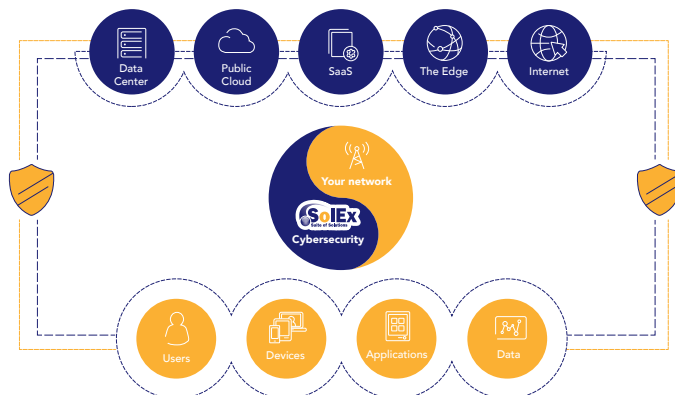 Data
Center
Public
Cloud
SaaS
The Edge
Internet
Your network
SolEx
Suite of Solutions
Cybersecurity
Users
Devices
Applications
Data